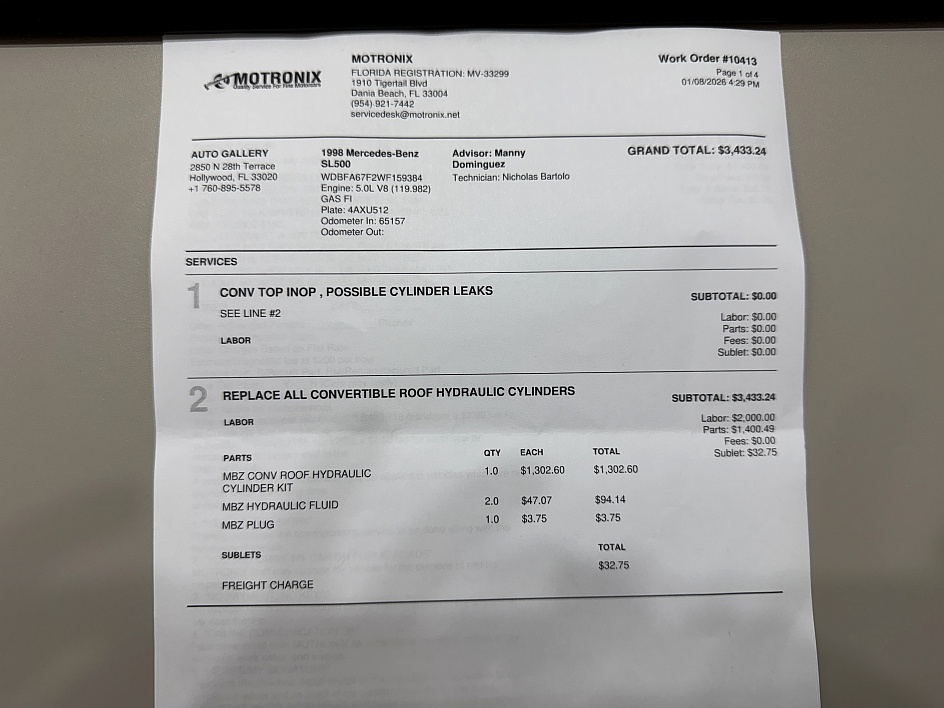 MOTRONIX
Quality Service For Fine Motorcars
MOTRONIX
FLORIDA REGISTRATION: MV-33299
1910 Tigertail Blvd
Dania Beach, FL 33004
(954) 921-7442
servicedesk@motronix.net
Work Order #10413
Page 1 of 4
01/08/2026 4:29 PM
AUTO GALLERY
2850 N 28th Terrace
Hollywood, FL 33020
+1 760-895-5578
1998 Mercedes-Benz
SL500
WDBFA67F2WF159384
Engine: 5.0L V8 (119.982)
GAS FI
Plate: 4AXU512
Odometer In: 65157
Odometer Out:
Advisor: Manny
Dominguez
Technician: Nicholas Bartolo
GRAND TOTAL: $3,433.24
SERVICES
1 CONV TOP INOP , POSSIBLE CYLINDER LEAKS
SEE LINE #2
LABOR
SUBTOTAL: $0.00
Labor: $0.00
Parts: $0.00
Fees: $0.00
Sublet: $0.00
2 REPLACE ALL CONVERTIBLE ROOF HYDRAULIC CYLINDERS
LABOR
SUBTOTAL: $3,433.24
Labor: $2,000.00
Parts: $1,400.49
Fees: $0.00
Sublet: $32.75
PARTS QTY EACH TOTAL
MBZ CONV ROOF HYDRAULIC CYLINDER KIT 1.0 $1,302.60 $1,302.60
MBZ HYDRAULIC FLUID 2.0 $47.07 $94.14
MBZ PLUG 1.0 $3.75 $3.75
SUBLETS TOTAL
$32.75
FREIGHT CHARGE